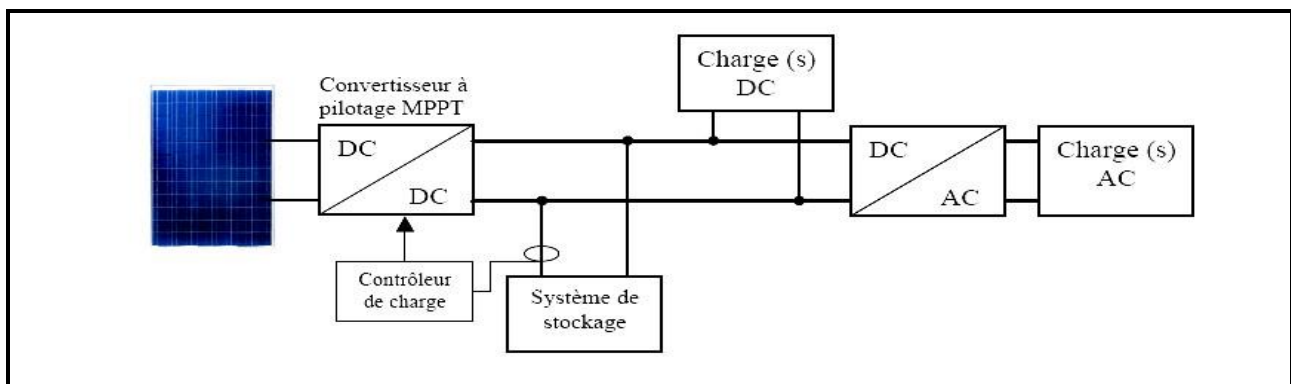 Convertisseur à
pilotage MPPT
DC
DC
Contrôleur
de charge
Système de
stockage
Charge (s)
DC
DC
AC
Charge (s)
AC